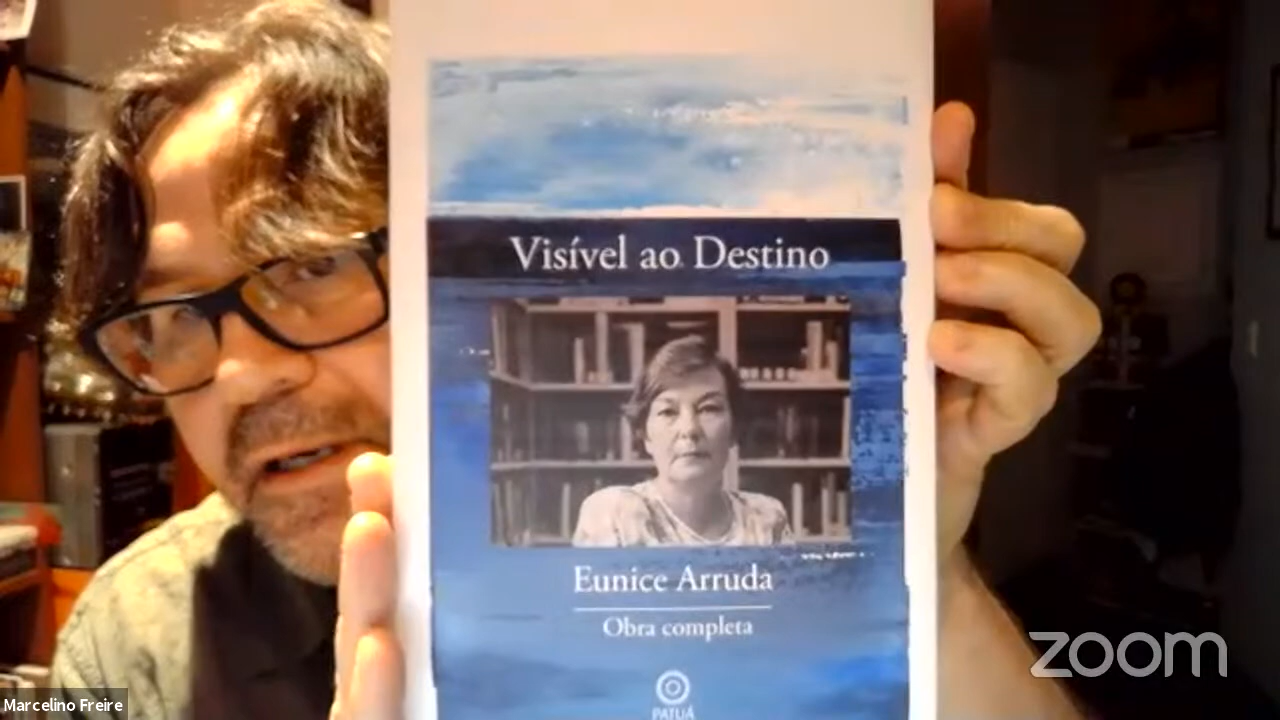 Visível ao Destino
Eunice Arruda
Obra completa
PATUÁ
zoom
Marcelino Freire